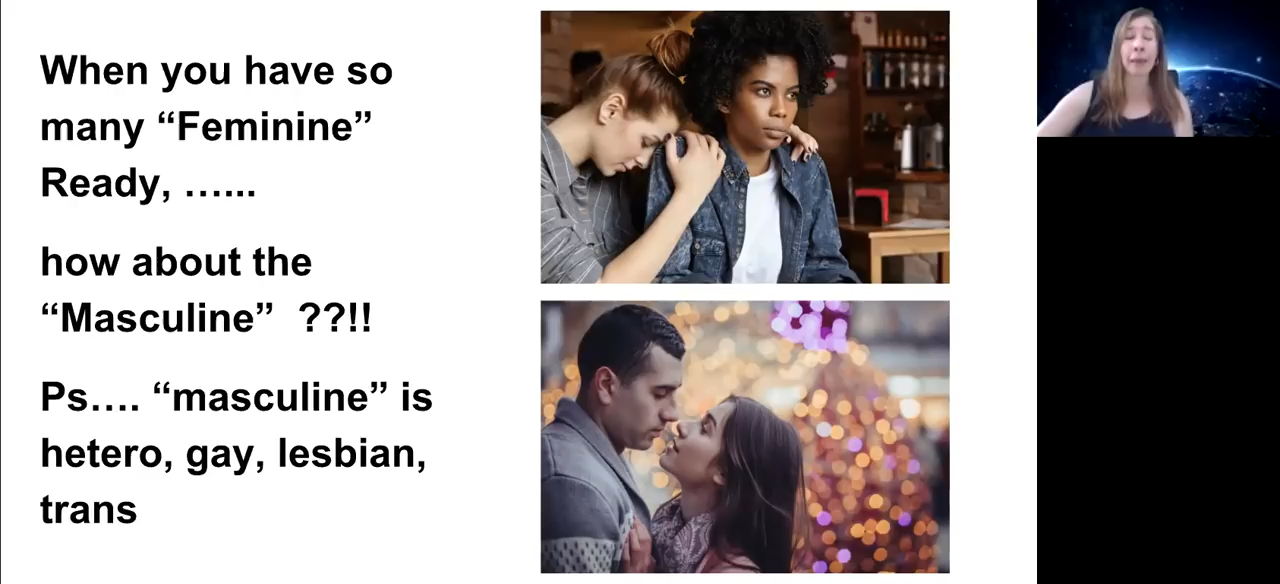 When you have so
many “Feminine”
Ready, …...
how about the
“Masculine”  ??!!
Ps…. “masculine” is
hetero, gay, lesbian,
trans